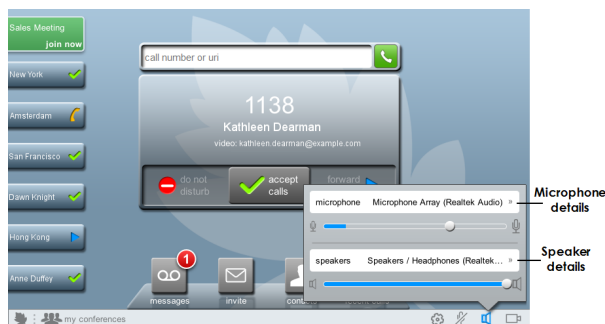 Sales Meeting
join now
New York
Amsterdam
San Francisco
Dawn Knight
Hong Kong
Anne Duffey
call number or uri
1138
Kathleen Dearman
video: kathleen.dearman@example.com
do not
disturb
accept
calls
forward
microphone Microphone Array (Realtek Audio) »
speakers Speakers / Headphones (Realtek... »
Microphone
details
Speaker
details
1
messages
invite
my conferences